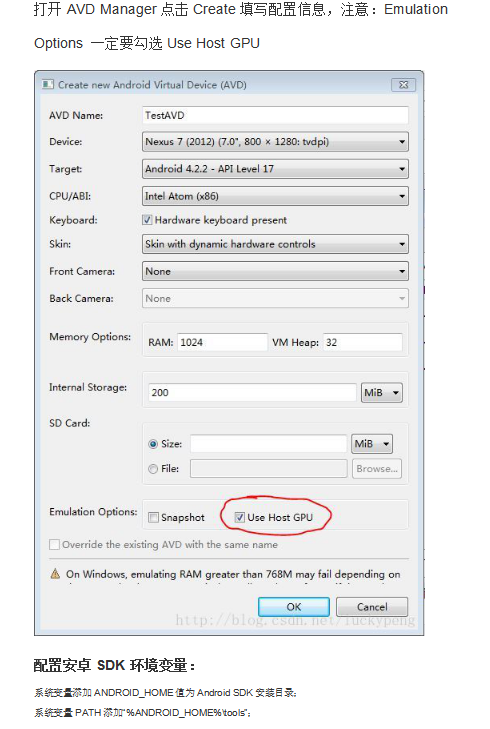 打开 AVD Manager 点击 Create 填写配置信息，注意：Emulation
Options 一定要勾选 Use Host GPU
Create new Android Virtual Device (AVD)
AVD Name: TestAVD
Device: Nexus 7 (2012) (7.0", 800 × 1280: tvdpi)
Target: Android 4.2.2 - API Level 17
CPU/ABI: Intel Atom (x86)
Keyboard: Hardware keyboard present
Skin: Skin with dynamic hardware controls
Front Camera: None
Back Camera: None
Memory Options: RAM: 1024 VM Heap: 32
Internal Storage: 200 MiB
SD Card:
Size: MiB
File: Browse...
Emulation Options: Snapshot Use Host GPU
Override the existing AVD with the same name
On Windows, emulating RAM greater than 768M may fail depending on
OK Cancel
http://blog.csdn.net/luckypeng
配置安卓 SDK 环境变量：
系统变量添加 ANDROID_HOME 值为 Android SDK 安装目录;
系统变量 PATH 添加"%ANDROID_HOME%\tools";